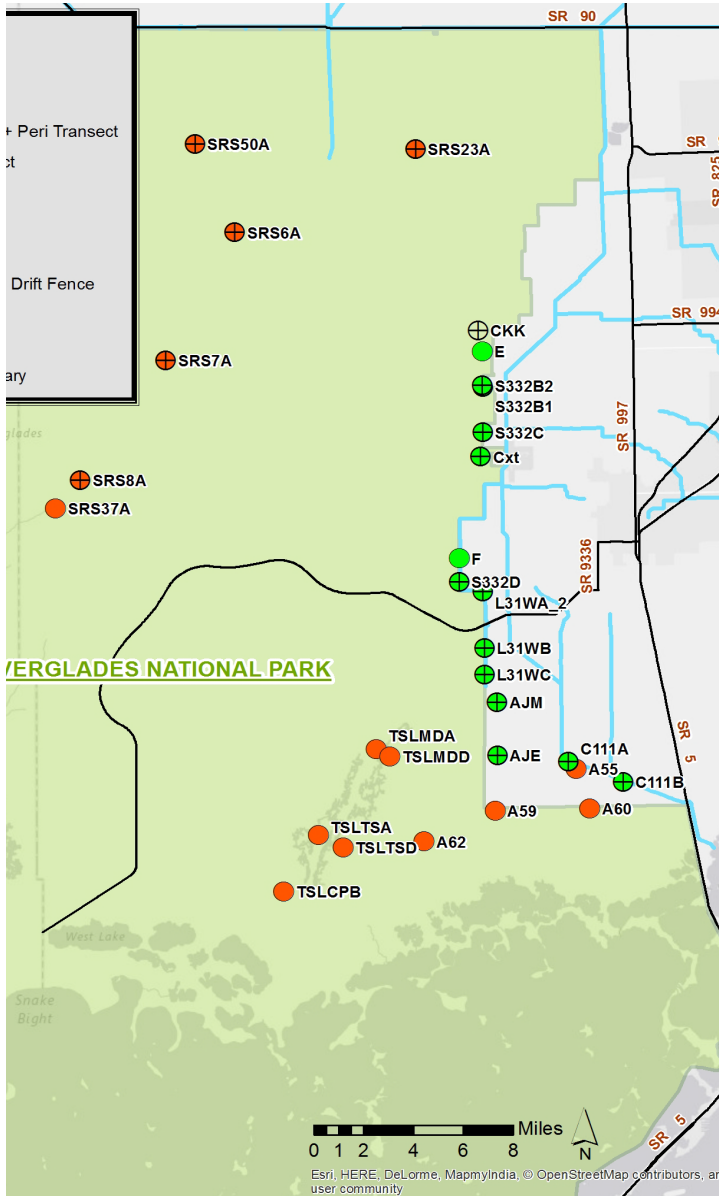 SR 90
+ Peri Transect
ct
SRS50A
SRS23A
SR
SR 825
SRS6A
Drift Fence
CKK
SR 994
E
SRS7A
ary
S332B2
S332B1
SR 997
glades
S332C
Cxt
SRS8A
SRS37A
F
SR 9336
S332D
L31WA_2
L31WB
VERGLADES NATIONAL PARK
L31WC
AJM
TSLMDA
SR 5
TSLMDD
AJE
C111A
A55
C111B
A59
A60
TSLTSA
TSLTSD
A62
TSLCPB
West Lake
Snake
Bight
Miles
N
0 1 2 4 6 8
SR 5
Esri, HERE, DeLorme, MapmyIndia, © OpenStreetMap contributors, an
user community